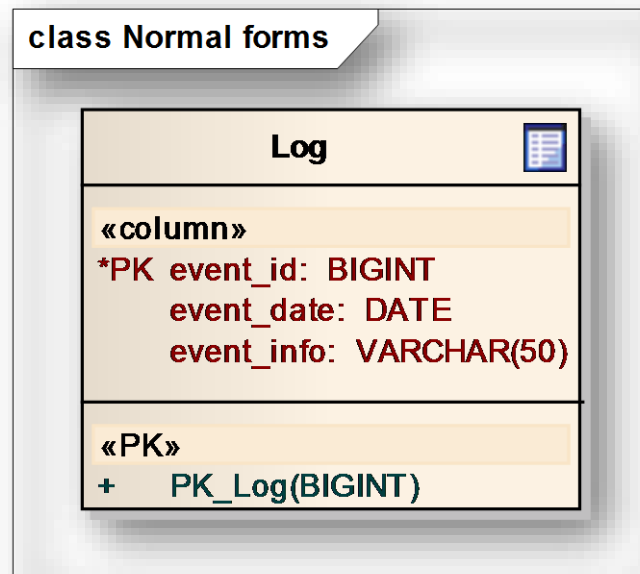 class Normal forms
Log
«column»
*PK event_id: BIGINT
event_date: DATE
event_info: VARCHAR(50)
«PK»
+ PK_Log(BIGINT)